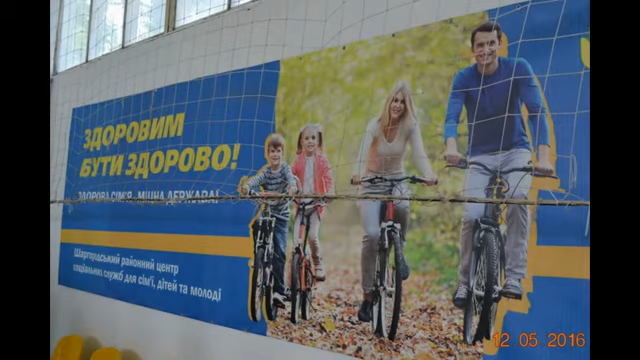 ЗДОРОВИМ
БУТИ ЗДОРОВО!
ЗДОРОВА СІМ'Я - МІЦНА ДЕРЖАВА!
Шаргородський районний центр
соціальних служб для сім'ї, дітей та молоді
12 05 2016